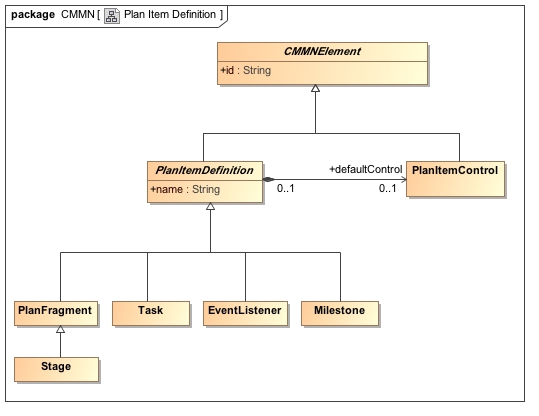 package CMMN [ Plan Item Definition ]
CMMNElement
+id : String
PlanItemDefinition
+name : String
+defaultControl
0..1
0..1
PlanItemControl
PlanFragment
Task
EventListener
Milestone
Stage